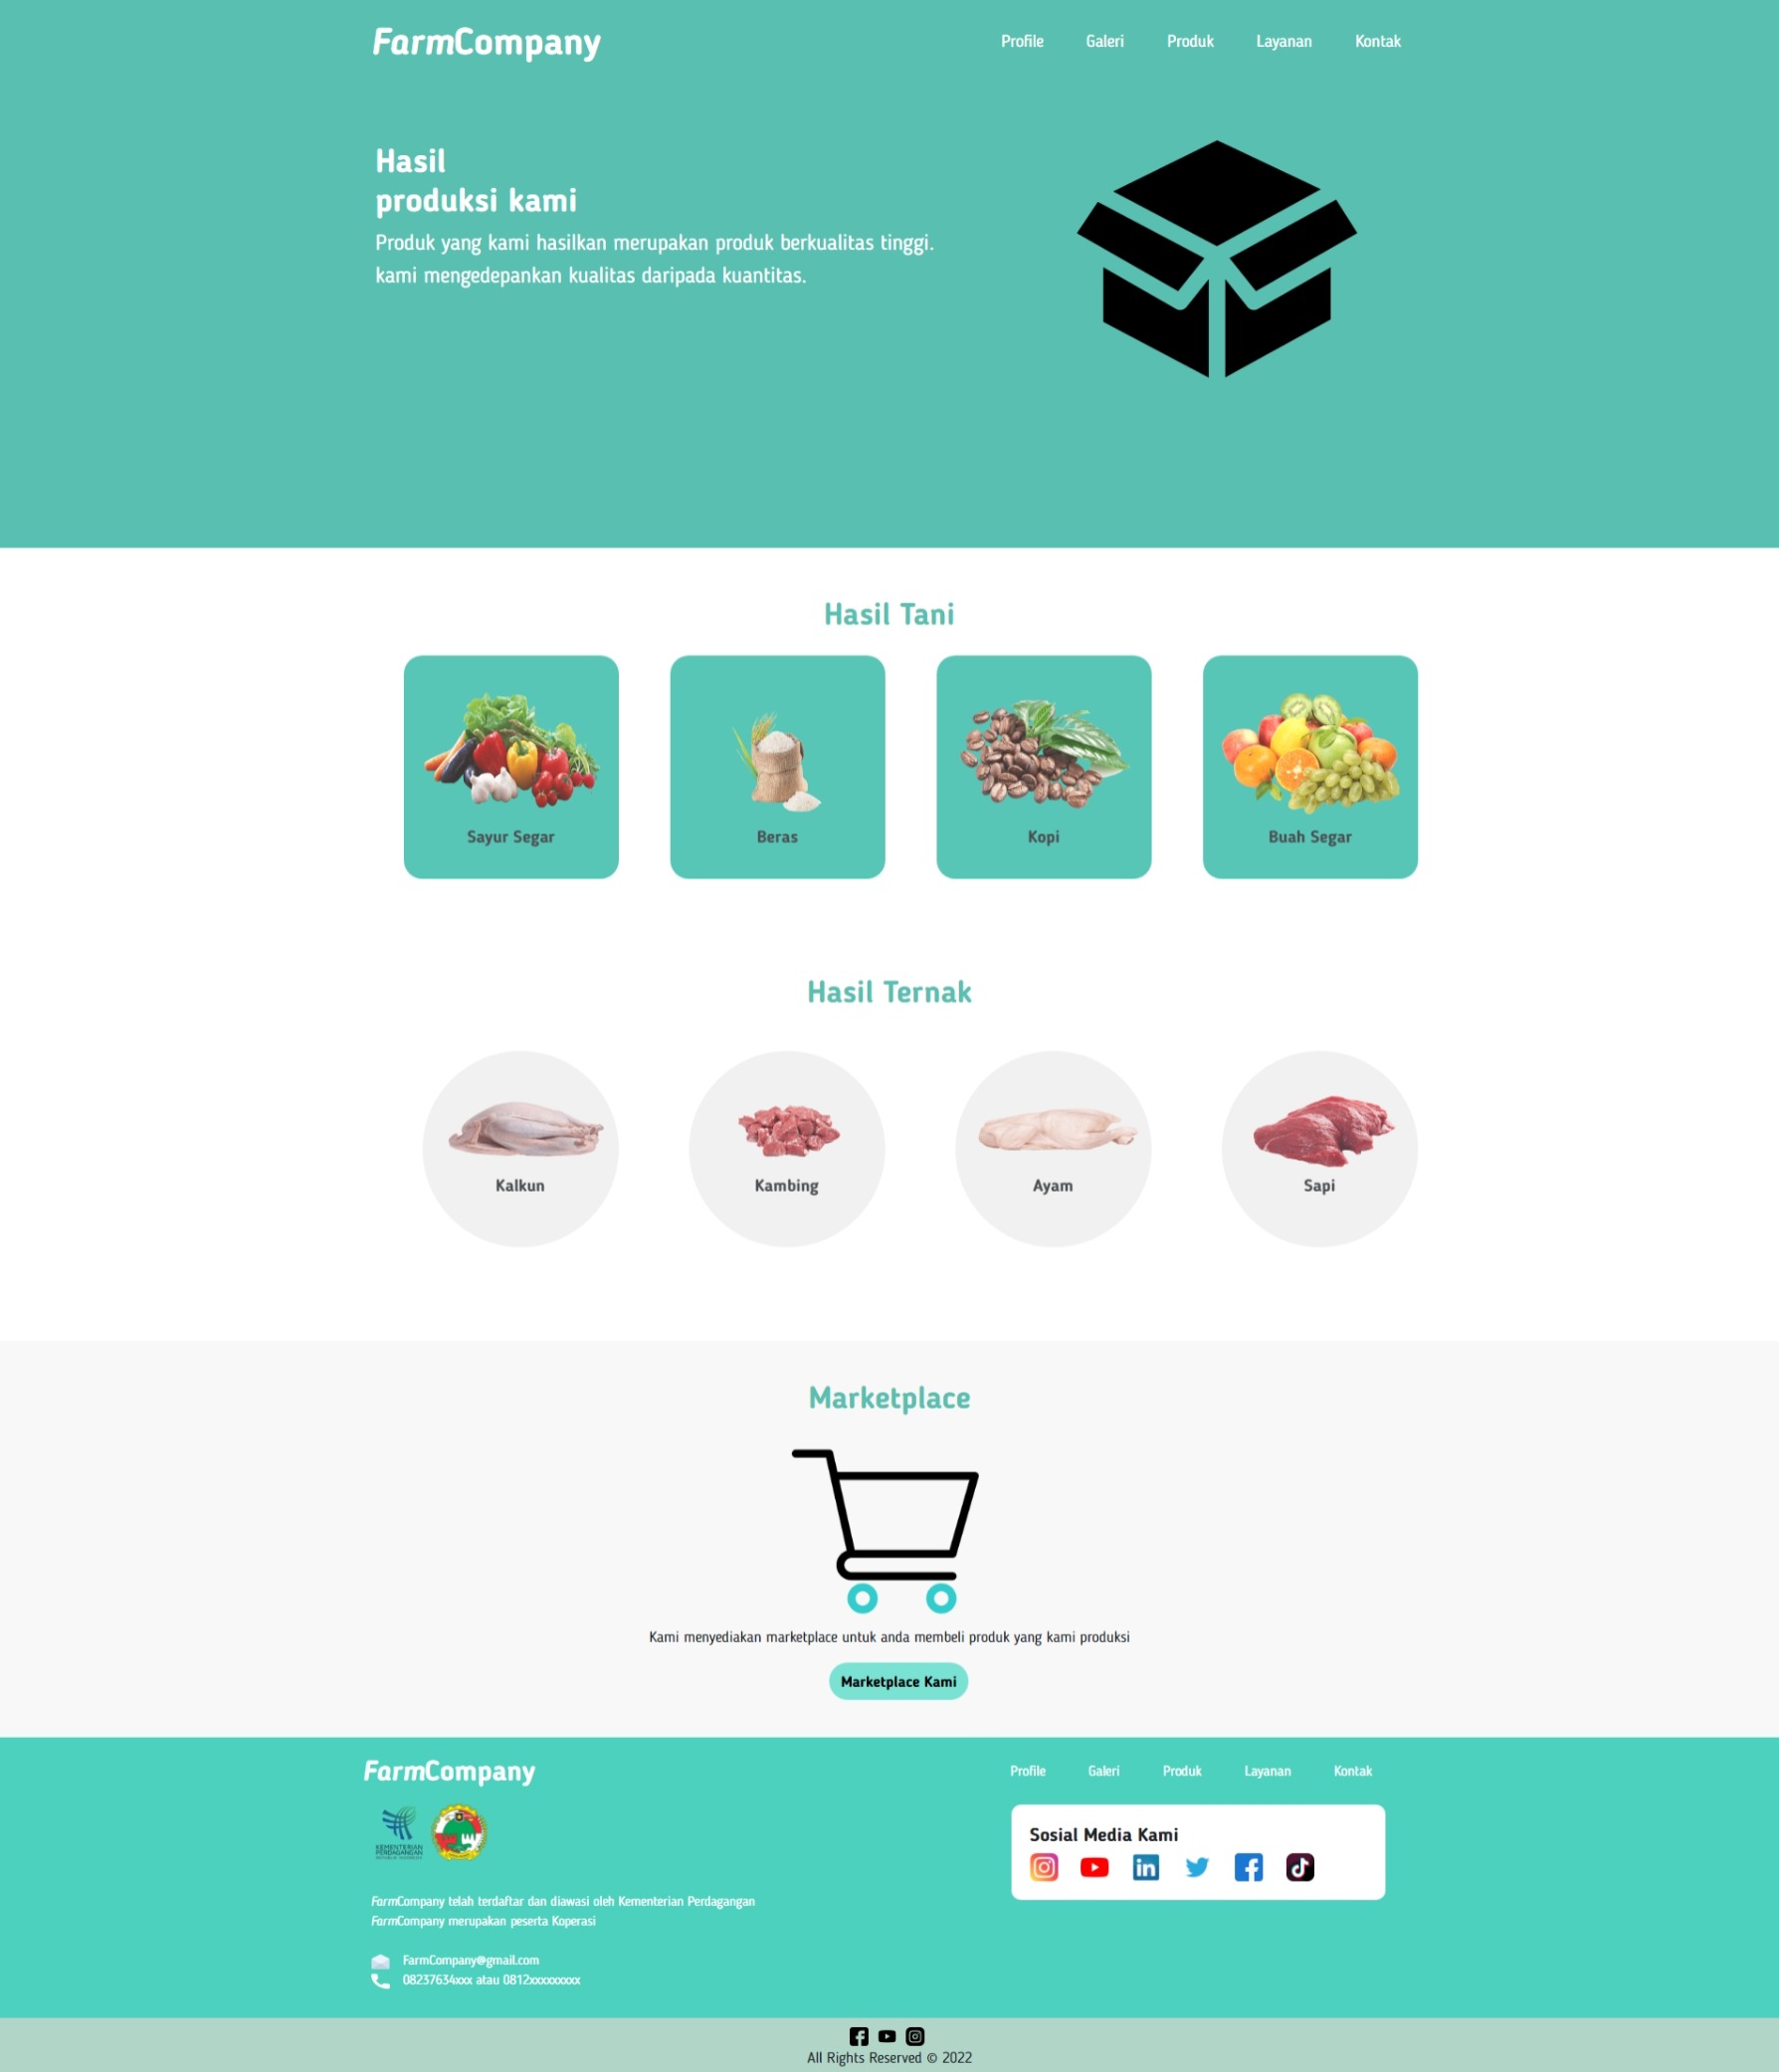 FarmCompany
Profile Galeri Produk Layanan Kontak
Hasil
produksi kami
Produk yang kami hasilkan merupakan produk berkualitas tinggi.
kami mengedepankan kualitas daripada kuantitas.
Hasil Tani
Sayur Segar
Beras
Kopi
Buah Segar
Hasil Ternak
Kalkun
Kambing
Ayam
Sapi
Marketplace
Kami menyediakan marketplace untuk anda membeli produk yang kami produksi
Marketplace Kami
FarmCompany
Profile Galeri Produk Layanan Kontak
KEMENTERIAN
PERDAGANGAN
REPUBLIK INDONESIA
Sosial Media Kami
in
FarmCompany telah terdaftar dan diawasi oleh Kementerian Perdagangan
FarmCompany merupakan peserta Koperasi
FarmCompany@gmail.com
08237634xxx atau 0812xxxxxxxxx
All Rights Reserved © 2022